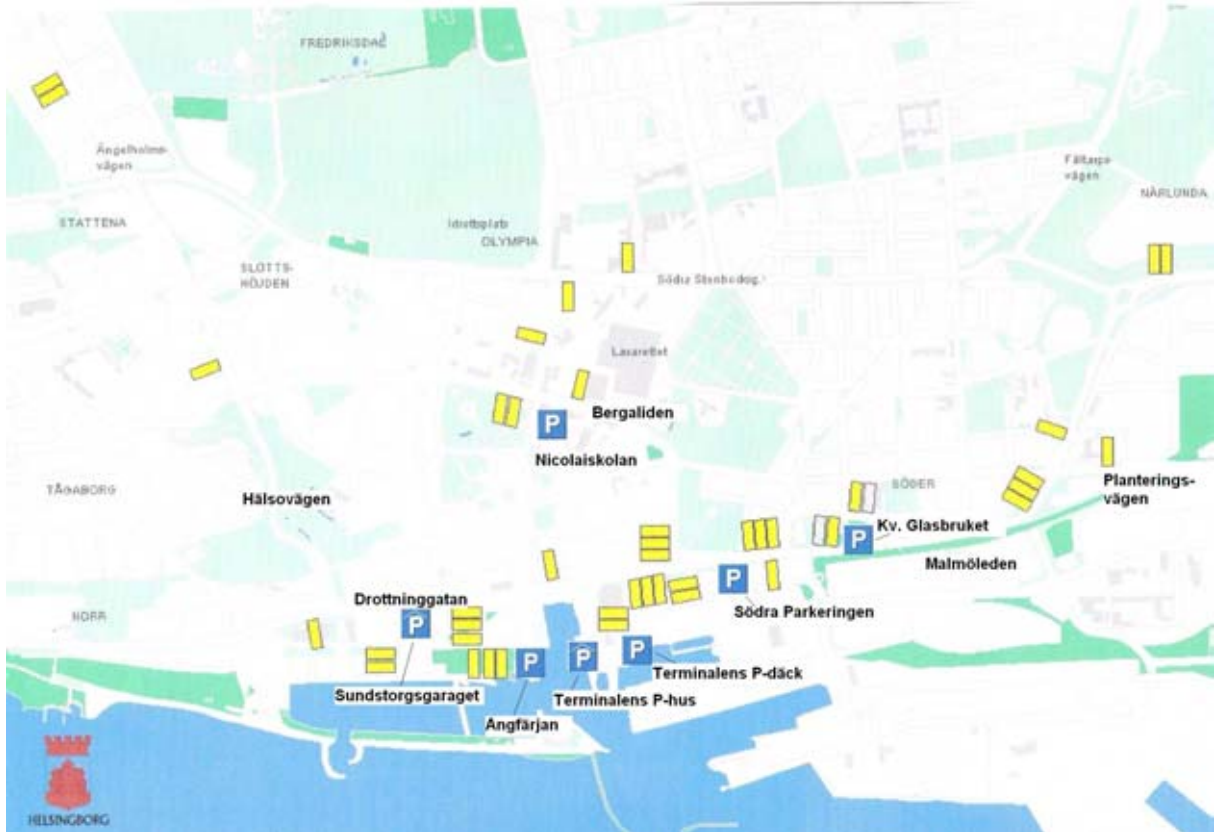 FREDRIKSDAL
Ängelholms-
vägen
Fältarps
vägen
NÄRLUNDA
STATTENA
Idrottsplats
OLYMPIA
SLOTTS-
HÖJDEN
Södra Stenbocksg.
Lasarettet
Bergaliden
P
Nicolaiskolan
TÅGABORG
Hälsovägen
SÖDER
Planterings-
vägen
Kv. Glasbruket
P
Malmöleden
P
Södra Parkeringen
Drottninggatan
P
NORR
P
P
P
Terminalens P-däck
Sundstorgsgaraget
Terminalens P-hus
Ångfärjan
HELSINGBORG